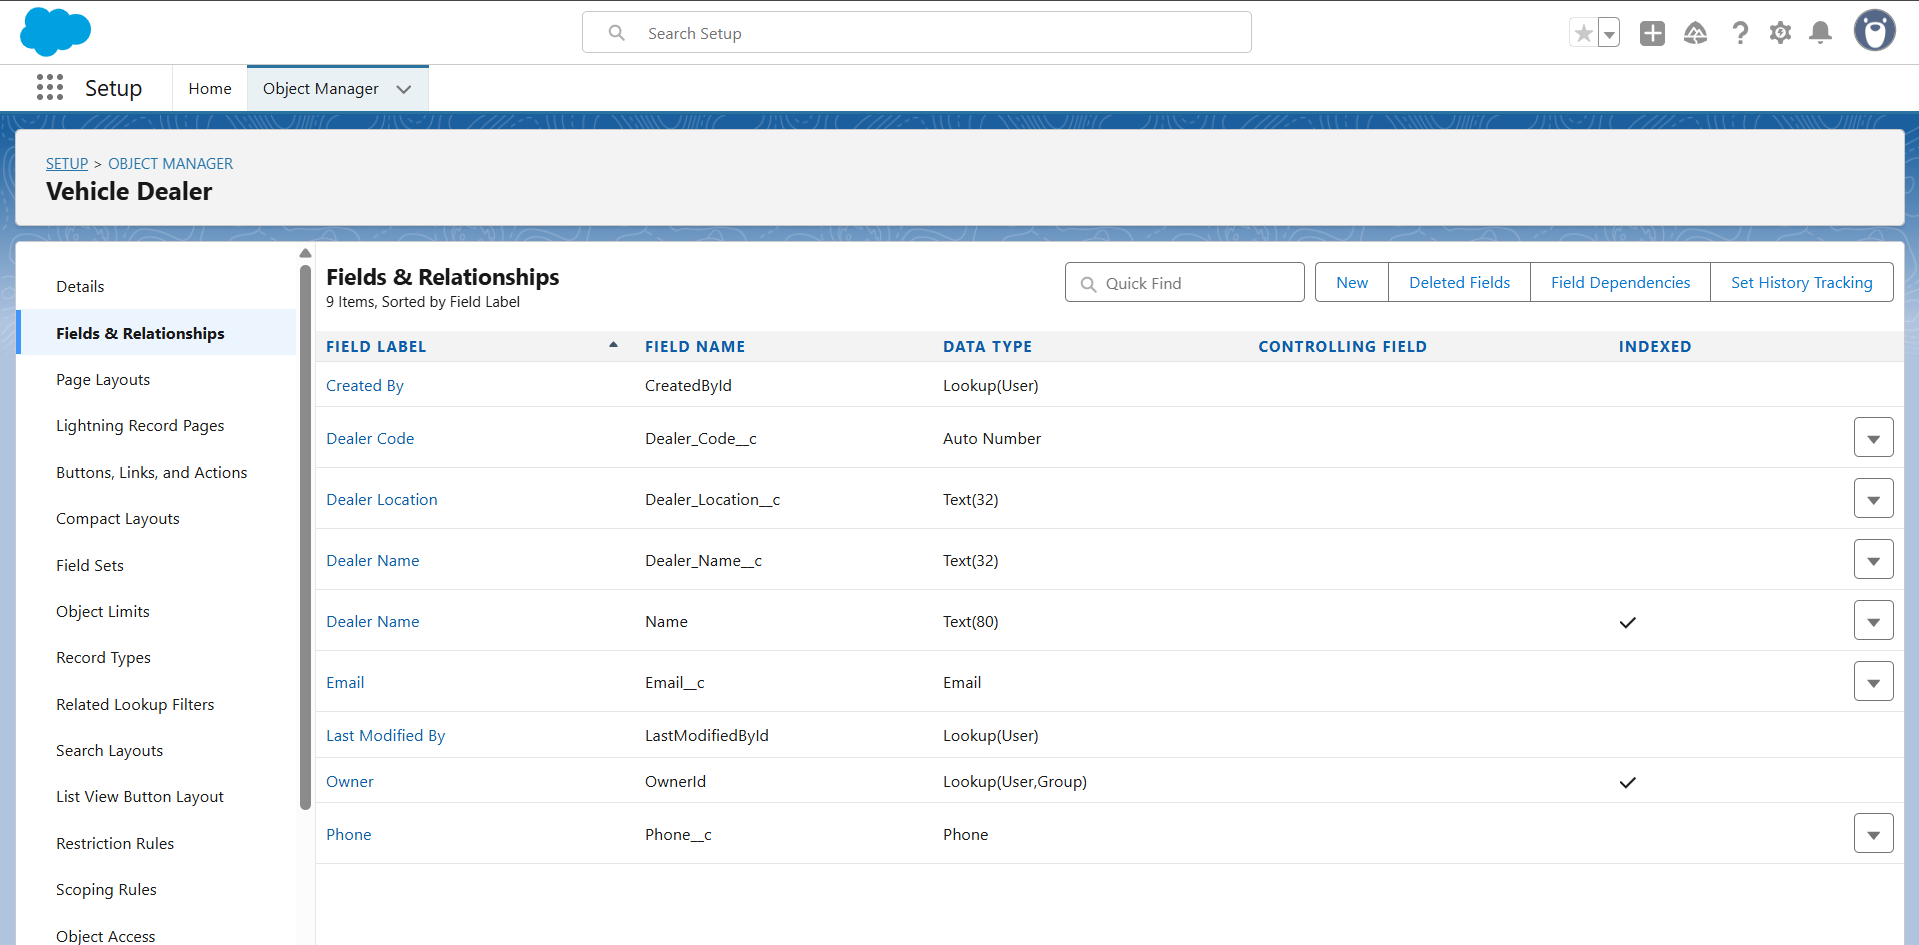 Search Setup
Setup
Home
Object Manager
SETUP > OBJECT MANAGER
Vehicle Dealer
Details
Fields & Relationships
Page Layouts
Lightning Record Pages
Buttons, Links, and Actions
Compact Layouts
Field Sets
Object Limits
Record Types
Related Lookup Filters
Search Layouts
List View Button Layout
Restriction Rules
Scoping Rules
Object Access
Fields & Relationships
9 Items, Sorted by Field Label
Quick Find
New
Deleted Fields
Field Dependencies
Set History Tracking
FIELD LABEL FIELD NAME DATA TYPE CONTROLLING FIELD INDEXED
Created By CreatedById Lookup(User)
Dealer Code Dealer_Code__c Auto Number
Dealer Location Dealer_Location__c Text(32)
Dealer Name Dealer_Name__c Text(32)
Dealer Name Name Text(80)
Email Email__c Email
Last Modified By LastModifiedById Lookup(User)
Owner OwnerId Lookup(User,Group)
Phone Phone__c Phone